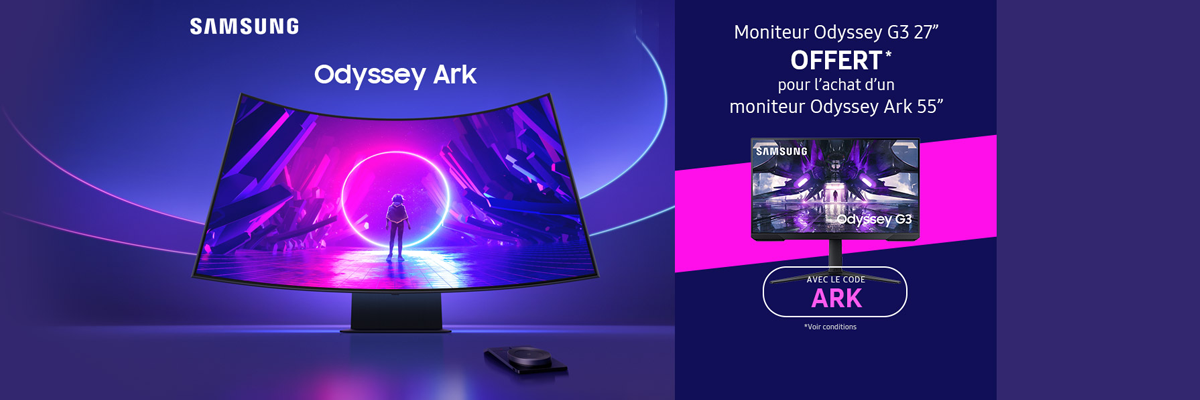 SAMSUNG
Odyssey Ark
Moniteur Odyssey G3 27”
OFFERT*
pour l’achat d’un
moniteur Odyssey Ark 55”
SAMSUNG
Odyssey G3
AVEC LE CODE
ARK
*Voir conditions